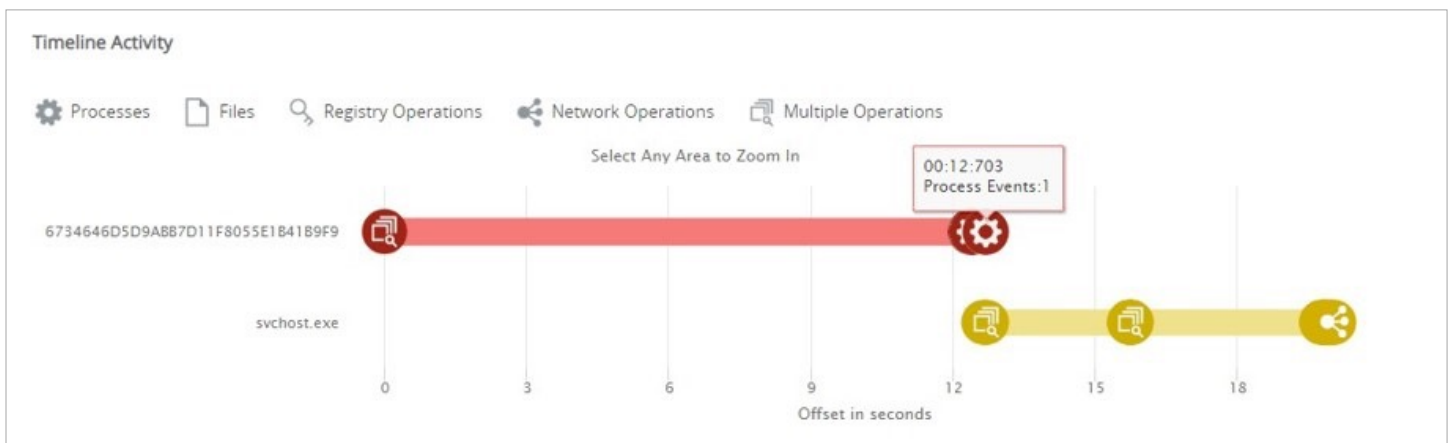 Timeline Activity
Processes Files Registry Operations Network Operations Multiple Operations
Select Any Area to Zoom In
00:12:703
Process Events:1
6734646D5D9ABB7D11F8055E1B41B9F9
svchost.exe
0 3 6 9 12 15 18
Offset in seconds